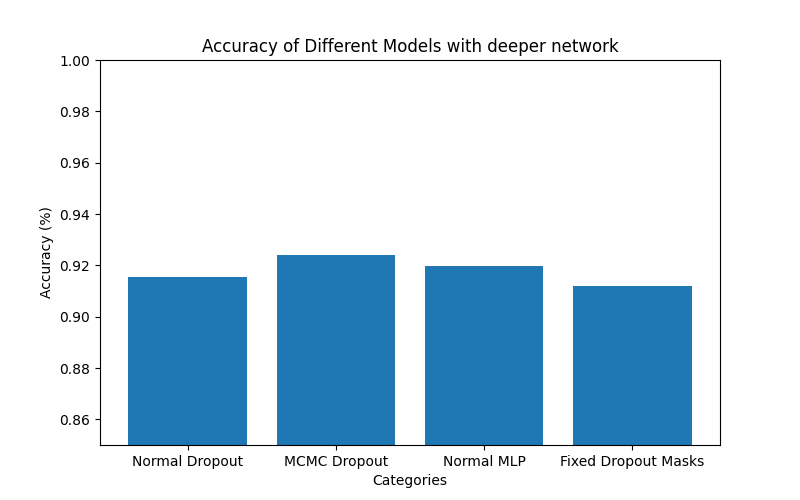 Accuracy of Different Models with deeper network
1.00
0.98
0.96
0.94
0.92
0.90
0.88
0.86
Accuracy (%)
Normal Dropout
MCMC Dropout
Normal MLP
Fixed Dropout Masks
Categories